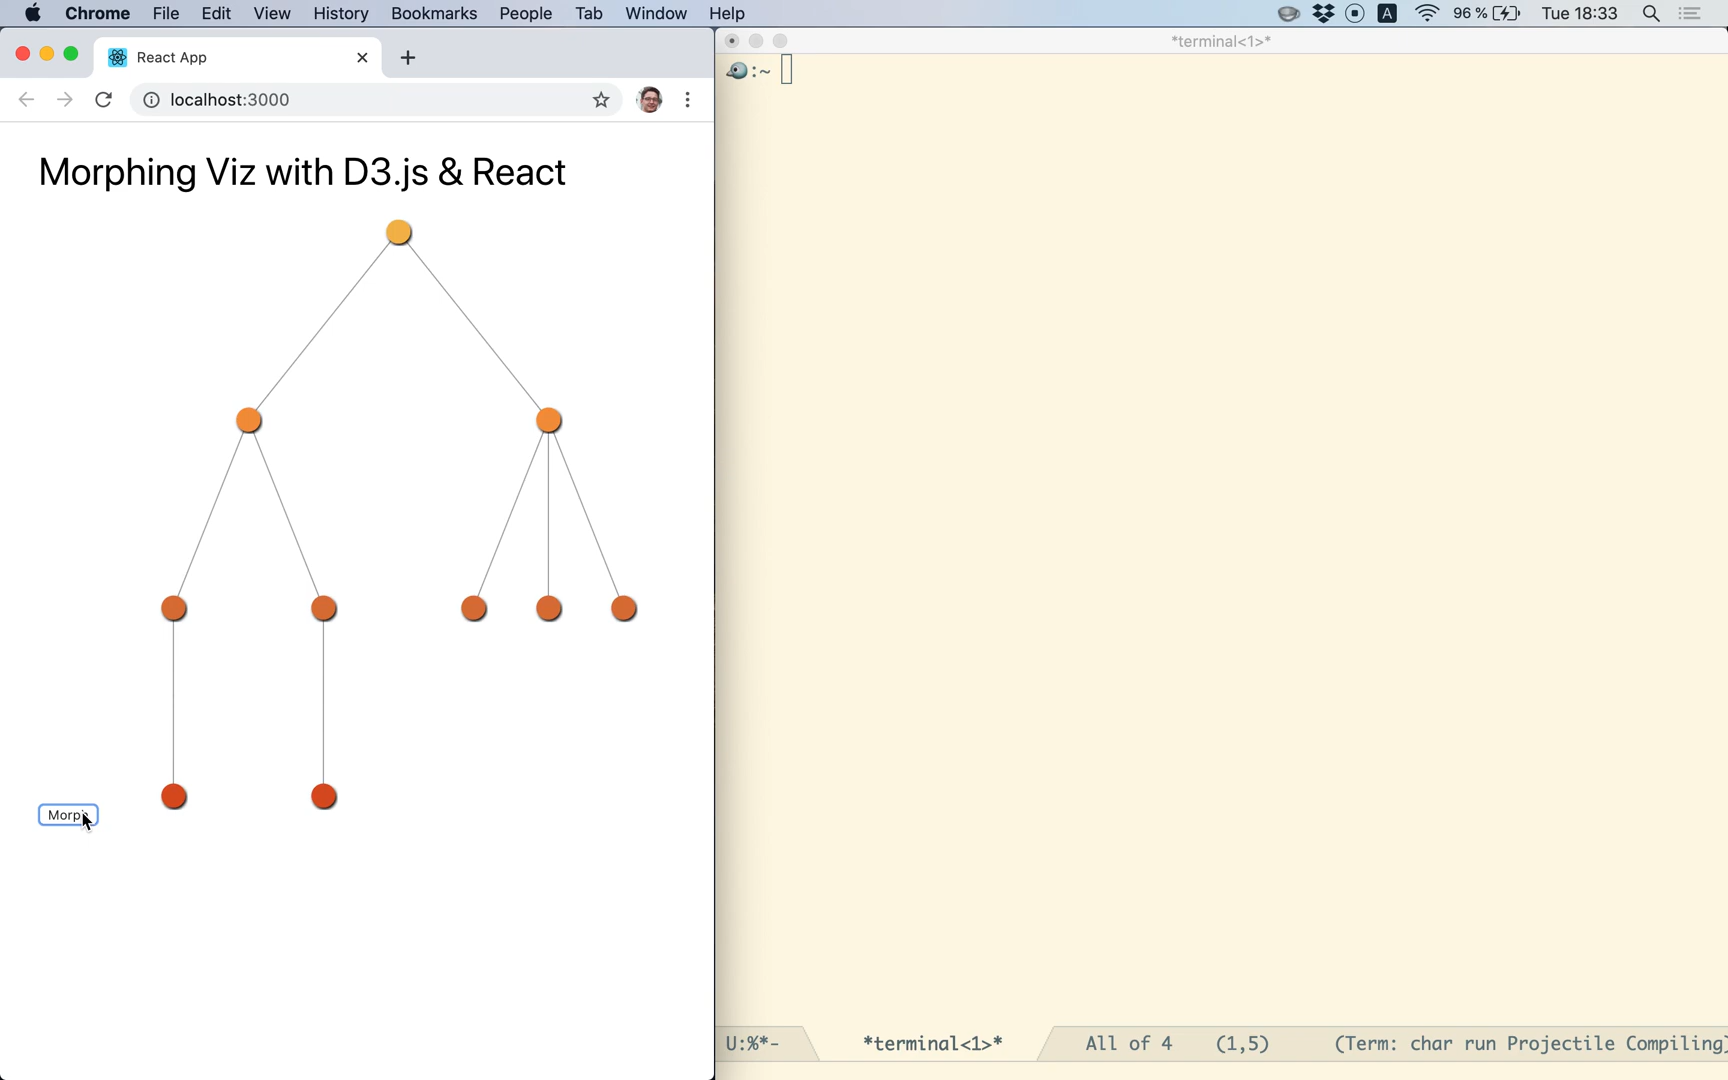 Chrome File Edit View History Bookmarks People Tab Window Help
A 96 % Tue 18:33
React App
localhost:3000
Morphing Viz with D3.js & React
*terminal<1>*
:~
U:%*- *terminal<1>* All of 4 (1,5) (Term: char run Projectile Compiling)